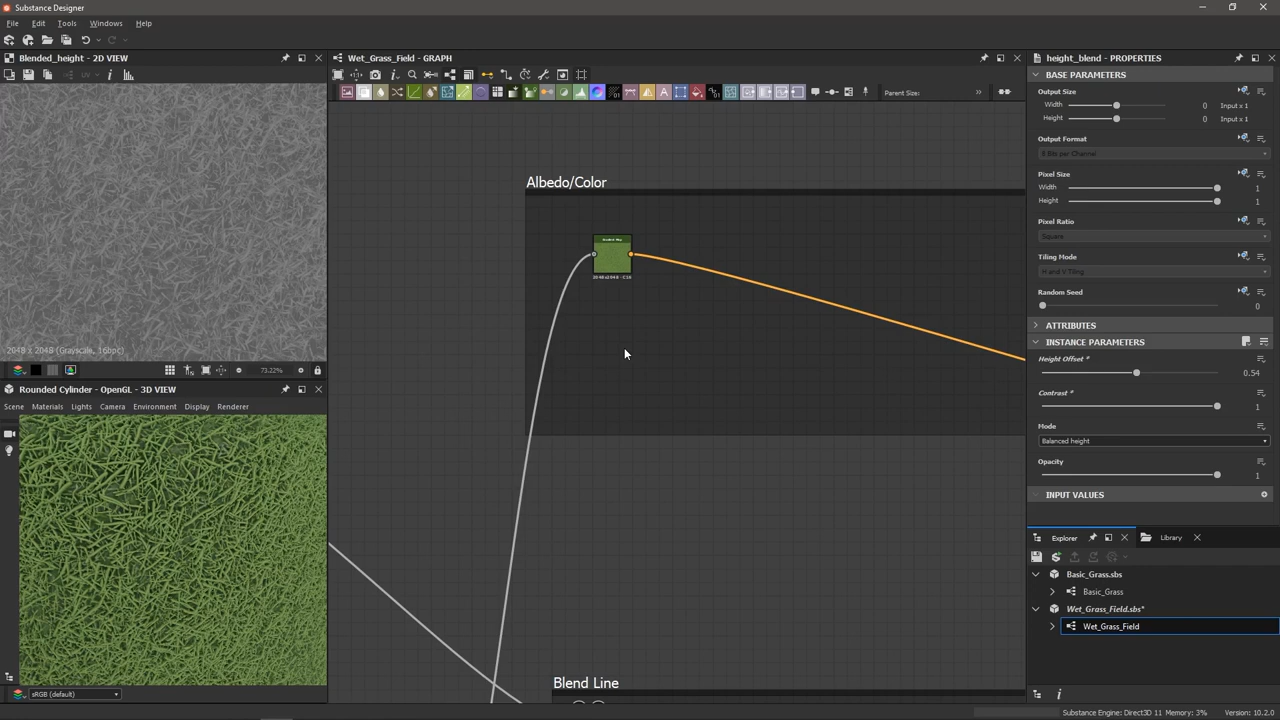 Substance Designer
File Edit Tools Windows Help
Blended_height - 2D VIEW
UV
2048 x 2048 (Grayscale, 16bpc)
73.22%
Rounded Cylinder - OpenGL - 3D VIEW
Scene Materials Lights Camera Environment Display Renderer
sRGB (default)
Wet_Grass_Field - GRAPH
Parent Size:
Albedo/Color
Gradient Map
Blend Line
height_blend - PROPERTIES
BASE PARAMETERS
Output Size
Width 0 Input x 1
Height 0 Input x 1
Output Format
8 Bits per Channel
Pixel Size
Width 1
Height 1
Pixel Ratio
Square
Tiling Mode
H and V Tiling
Random Seed
0
ATTRIBUTES
INSTANCE PARAMETERS
Height Offset *
0.54
Contrast *
1
Mode
Balanced height
Opacity
1
INPUT VALUES
Explorer Library
Basic_Grass.sbs
Basic_Grass
Wet_Grass_Field.sbs*
Wet_Grass_Field
Substance Engine: Direct3D 11 Memory: 3% Version: 10.2.0